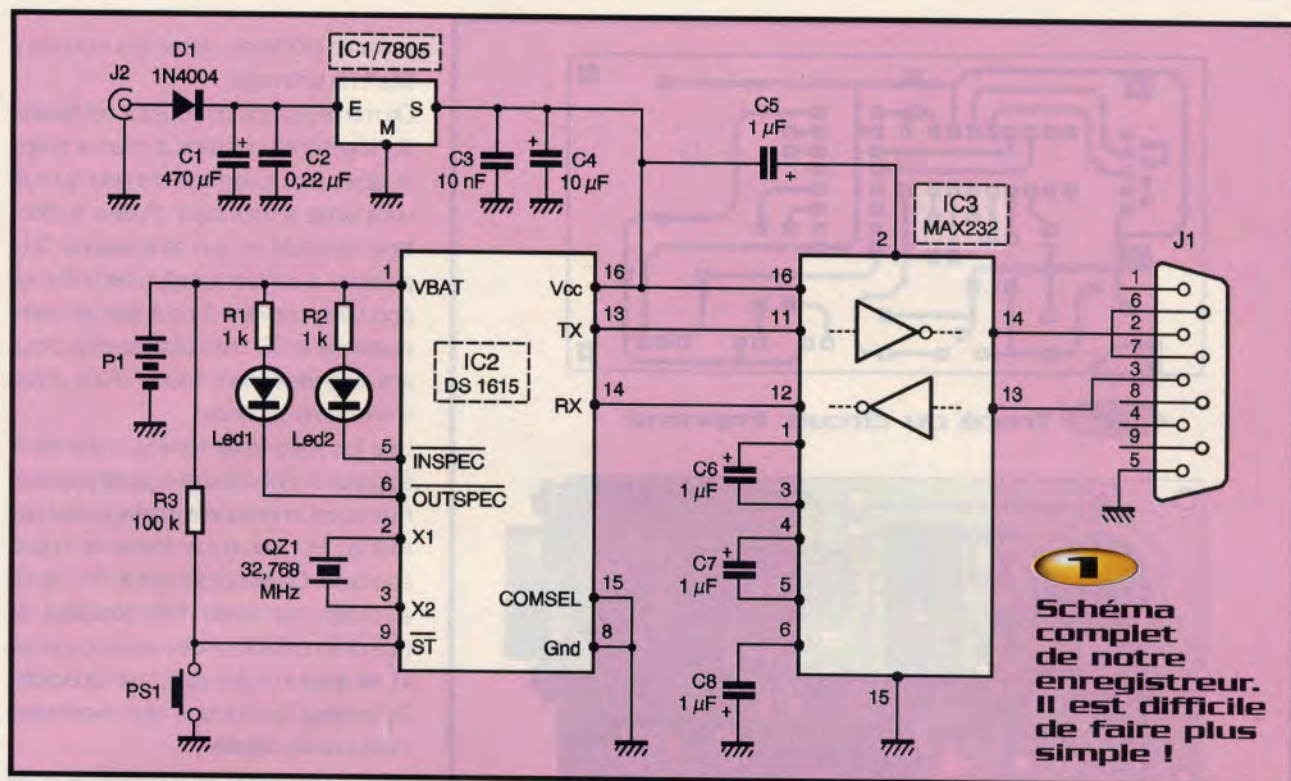 J2
D1
1N4004
IC1/7805
E
S
M
C1
470 µF
C2
0,22 µF
C3
10 nF
+
C4
10 µF
C5
1 µF
+
IC3
MAX232
J1
P1
R1
1 k
R2
1 k
Led1
Led2
R3
100 k
QZ1
32,768
MHz
PS1
1
VBAT
IC2
DS 1615
5
INSPEC
6
OUTSPEC
2
X1
3
X2
9
ST
16
Vcc
13
TX
14
RX
15
COMSEL
8
Gnd
2
16
11
12
1
3
4
5
6
15
14
13
+
C6
1 µF
+
C7
1 µF
C8
1 µF
+
1
6
2
7
3
8
4
9
5
1
Schéma
complet
de notre
enregistreur.
Il est difficile
de faire plus
simple !